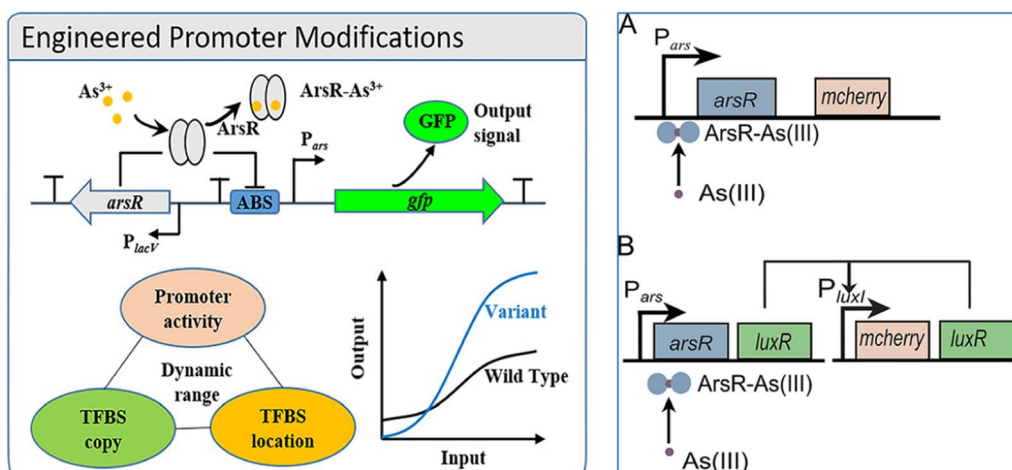 Engineered Promoter Modifications
As³⁺
ArsR-As³⁺
ArsR
GFP
Output
signal
Pars
arsR
ABS
gfp
PlacV
Promoter
activity
Dynamic
range
TFBS
copy
TFBS
location
Output
Variant
Wild Type
Input
A
Pars
arsR
mcherry
ArsR-As(III)
As(III)
B
Pars
PluxI
arsR
luxR
mcherry
luxR
ArsR-As(III)
As(III)